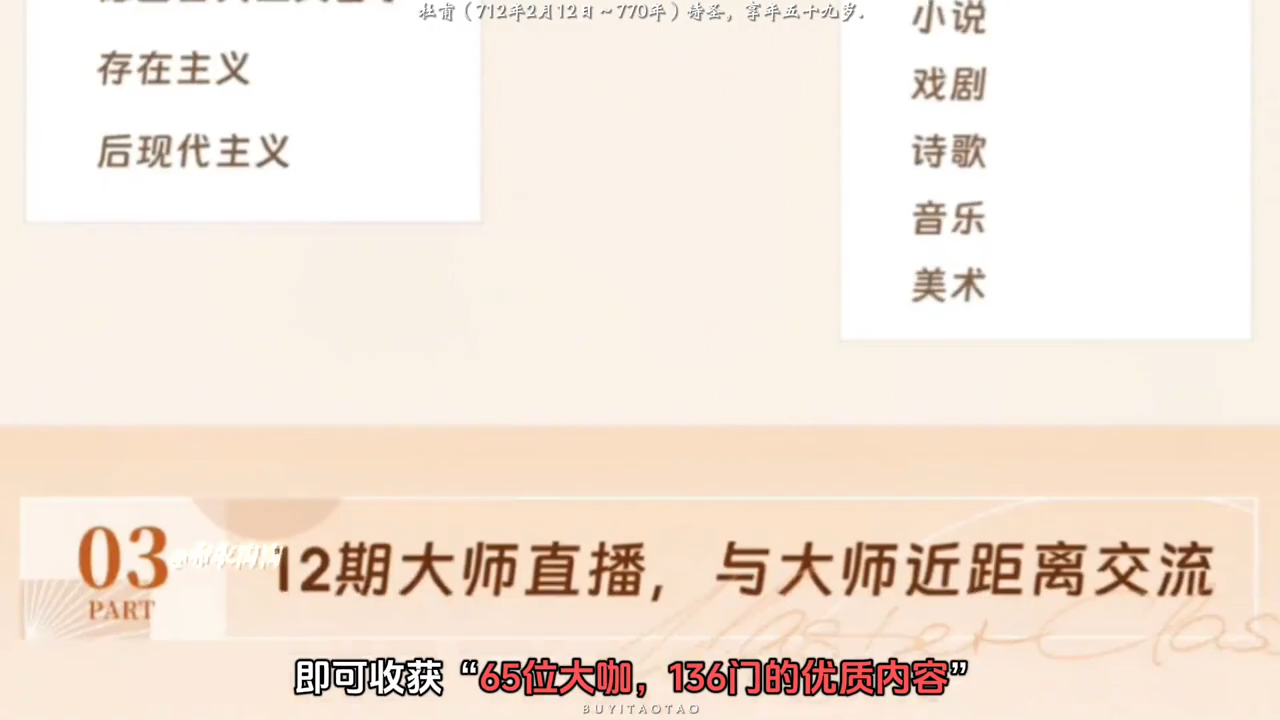 杜甫（712年2月12日～770年）诗圣，享年五十九岁.
存在主义
后现代主义
小说
戏剧
诗歌
音乐
美术
03
PART
12期大师直播，与大师近距离交流
Master Clas
即可收获“65位大咖，136门的优质内容”
BUYITAOTAO